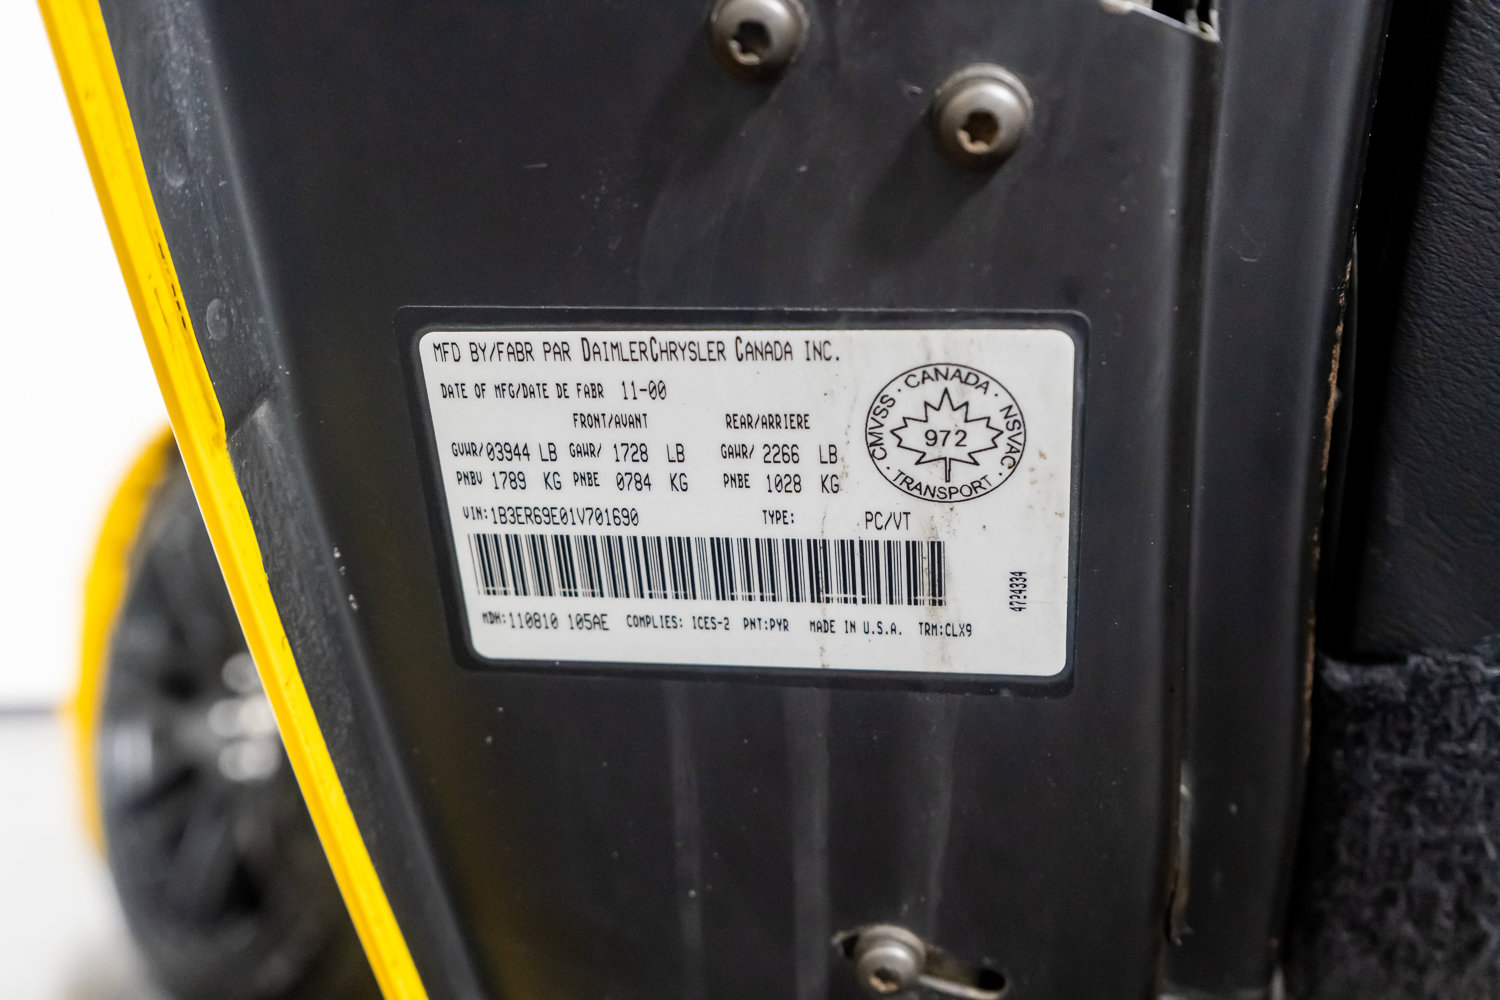 MFD BY/FABR PAR DAIMLERCHRYSLER CANADA INC.
DATE OF MFG/DATE DE FABR 11-00
FRONT/AVANT REAR/ARRIERE
GVWR/03944 LB GAWR/ 1728 LB GAWR/ 2266 LB
PNBV 1789 KG PNBE 0784 KG PNBE 1028 KG
VIN:1B3ER69E01V701690 TYPE: PC/VT
MDH:110810 105AE COMPLIES: ICES-2 PNT:PYR MADE IN U.S.A. TRM:CLX9
CANADA · NSVAC · TRANSPORT · CMVSS ·
972
4724334